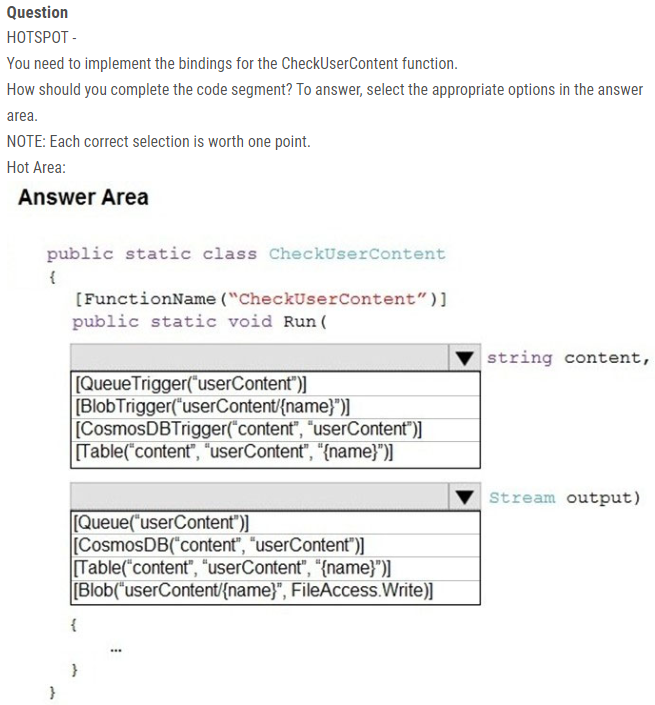 Question
HOTSPOT -
You need to implement the bindings for the CheckUserContent function.
How should you complete the code segment? To answer, select the appropriate options in the answer
area.
NOTE: Each correct selection is worth one point.
Hot Area:
Answer Area
public static class CheckUserContent
{
[FunctionName("CheckUserContent")]
public static void Run(
string content,
[QueueTrigger("userContent")]
[BlobTrigger("userContent/{name}")]
[CosmosDBTrigger("content", "userContent")]
[Table("content", "userContent", "{name}")]
Stream output)
[Queue("userContent")]
[CosmosDB("content", "userContent")]
[Table("content", "userContent", "{name}")]
[Blob("userContent/{name}", FileAccess.Write)]
{
...
}
}